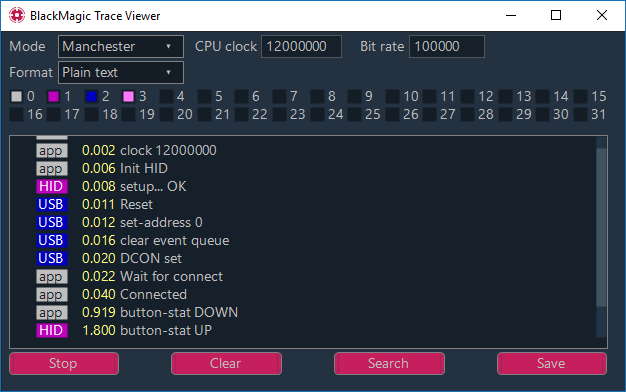 BlackMagic Trace Viewer
Mode Manchester CPU clock 12000000 Bit rate 100000
Format Plain text
0 1 2 3 4 5 6 7 8 9 10 11 12 13 14 15
16 17 18 19 20 21 22 23 24 25 26 27 28 29 30 31
app 0.002 clock 12000000
app 0.006 Init HID
HID 0.008 setup... OK
USB 0.011 Reset
USB 0.012 set-address 0
USB 0.016 clear event queue
USB 0.020 DCON set
app 0.022 Wait for connect
app 0.040 Connected
app 0.919 button-stat DOWN
HID 1.800 button-stat UP
Stop Clear Search Save